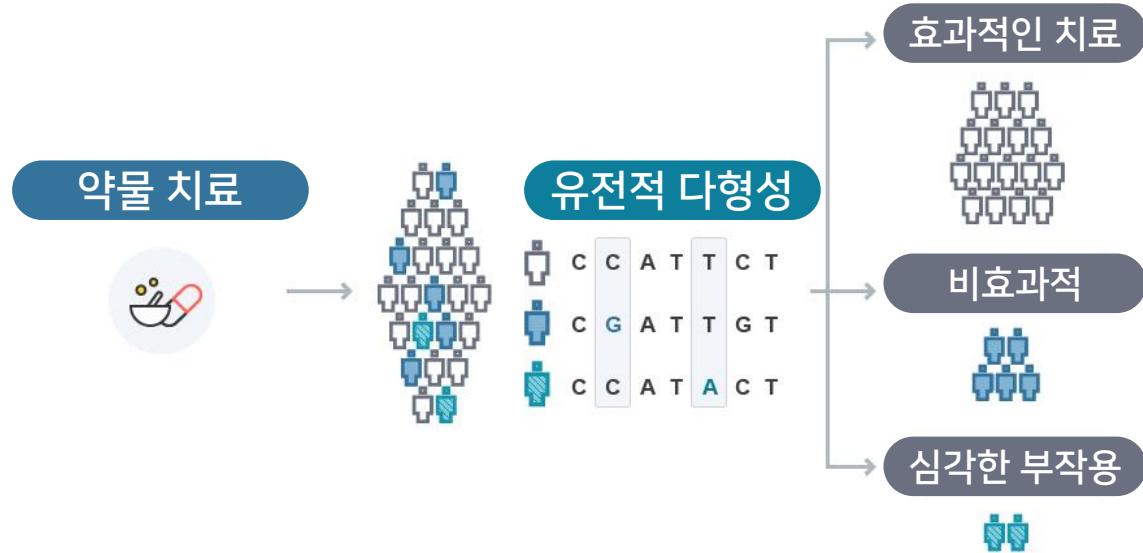 약물 치료
유전적 다형성
C C A T T C T
C G A T T G T
C C A T A C T
효과적인 치료
비효과적
심각한 부작용